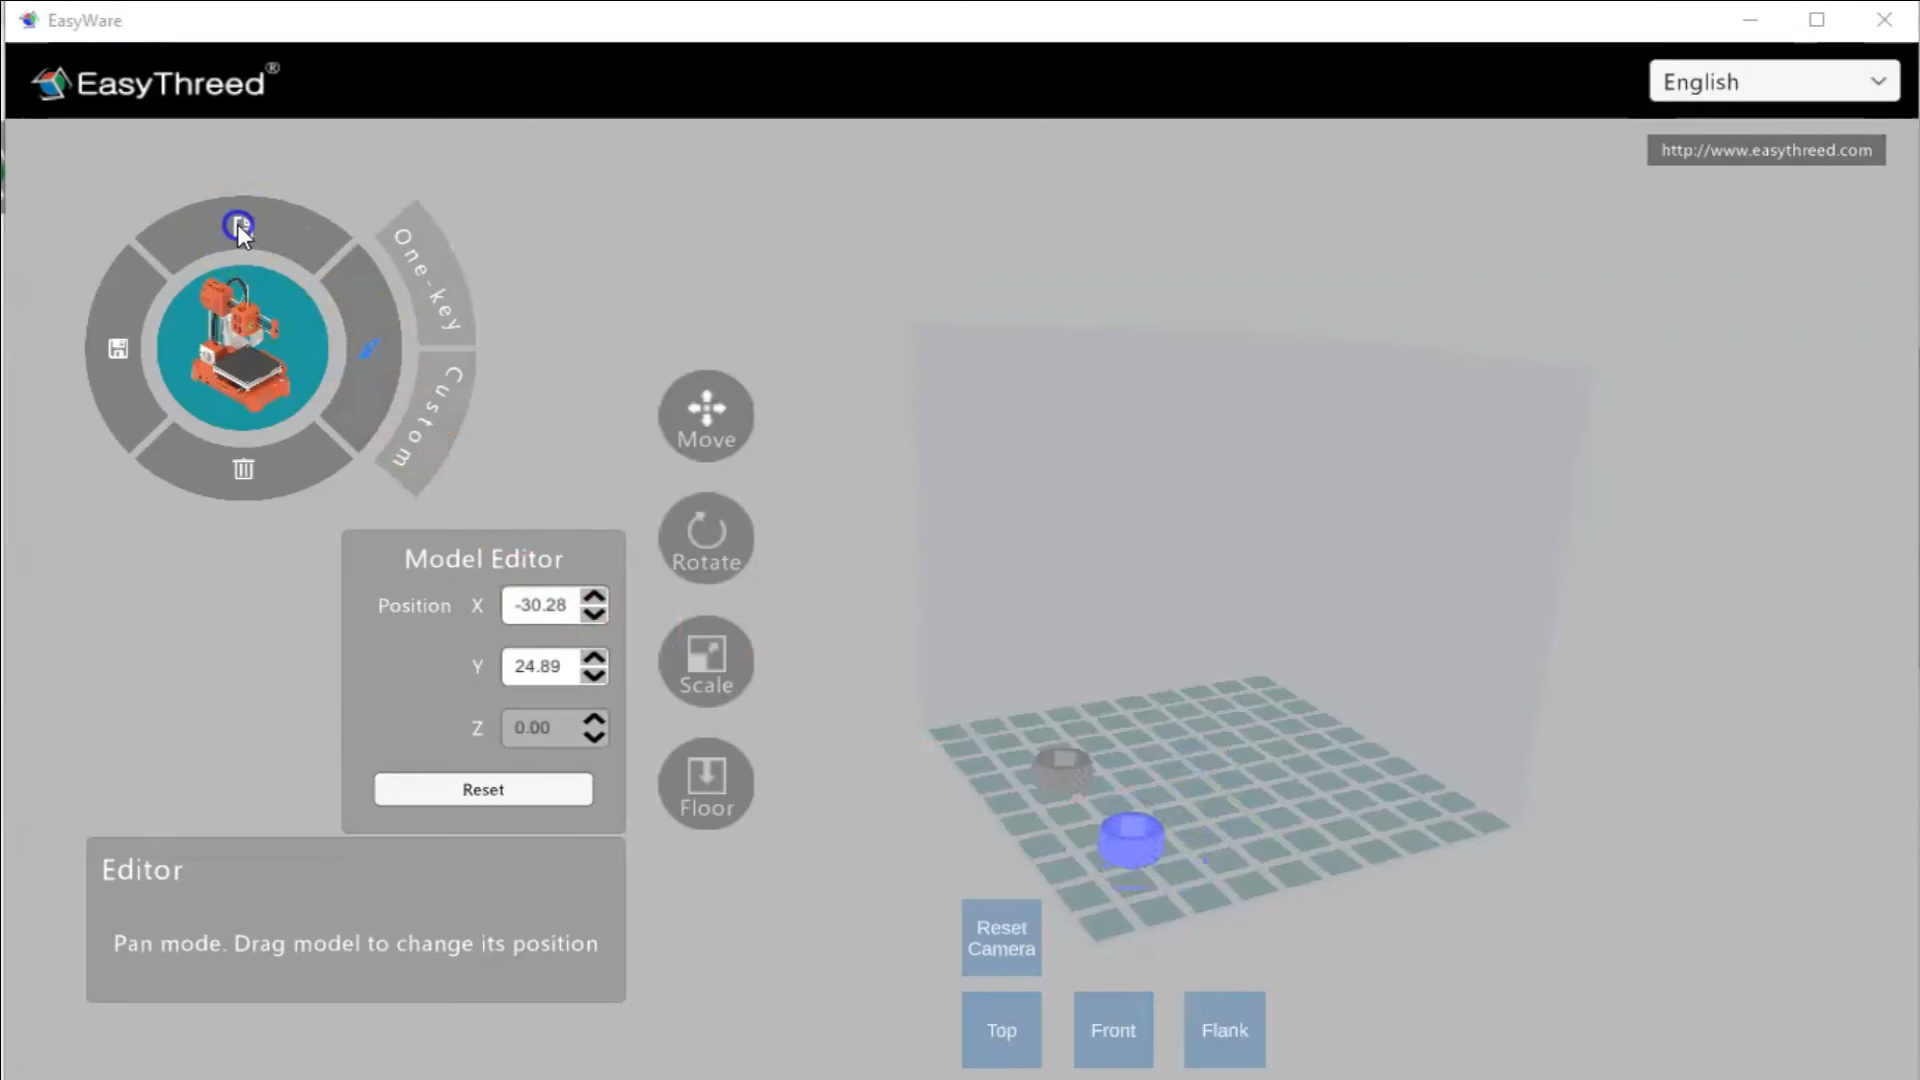 EasyWare
EasyThreed®
English
http://www.easythreed.com
One-key
Custom
Move
Rotate
Scale
Floor
Model Editor
Position X -30.28
Y 24.89
Z 0.00
Reset
Editor
Pan mode. Drag model to change its position
Reset
Camera
Top
Front
Flank